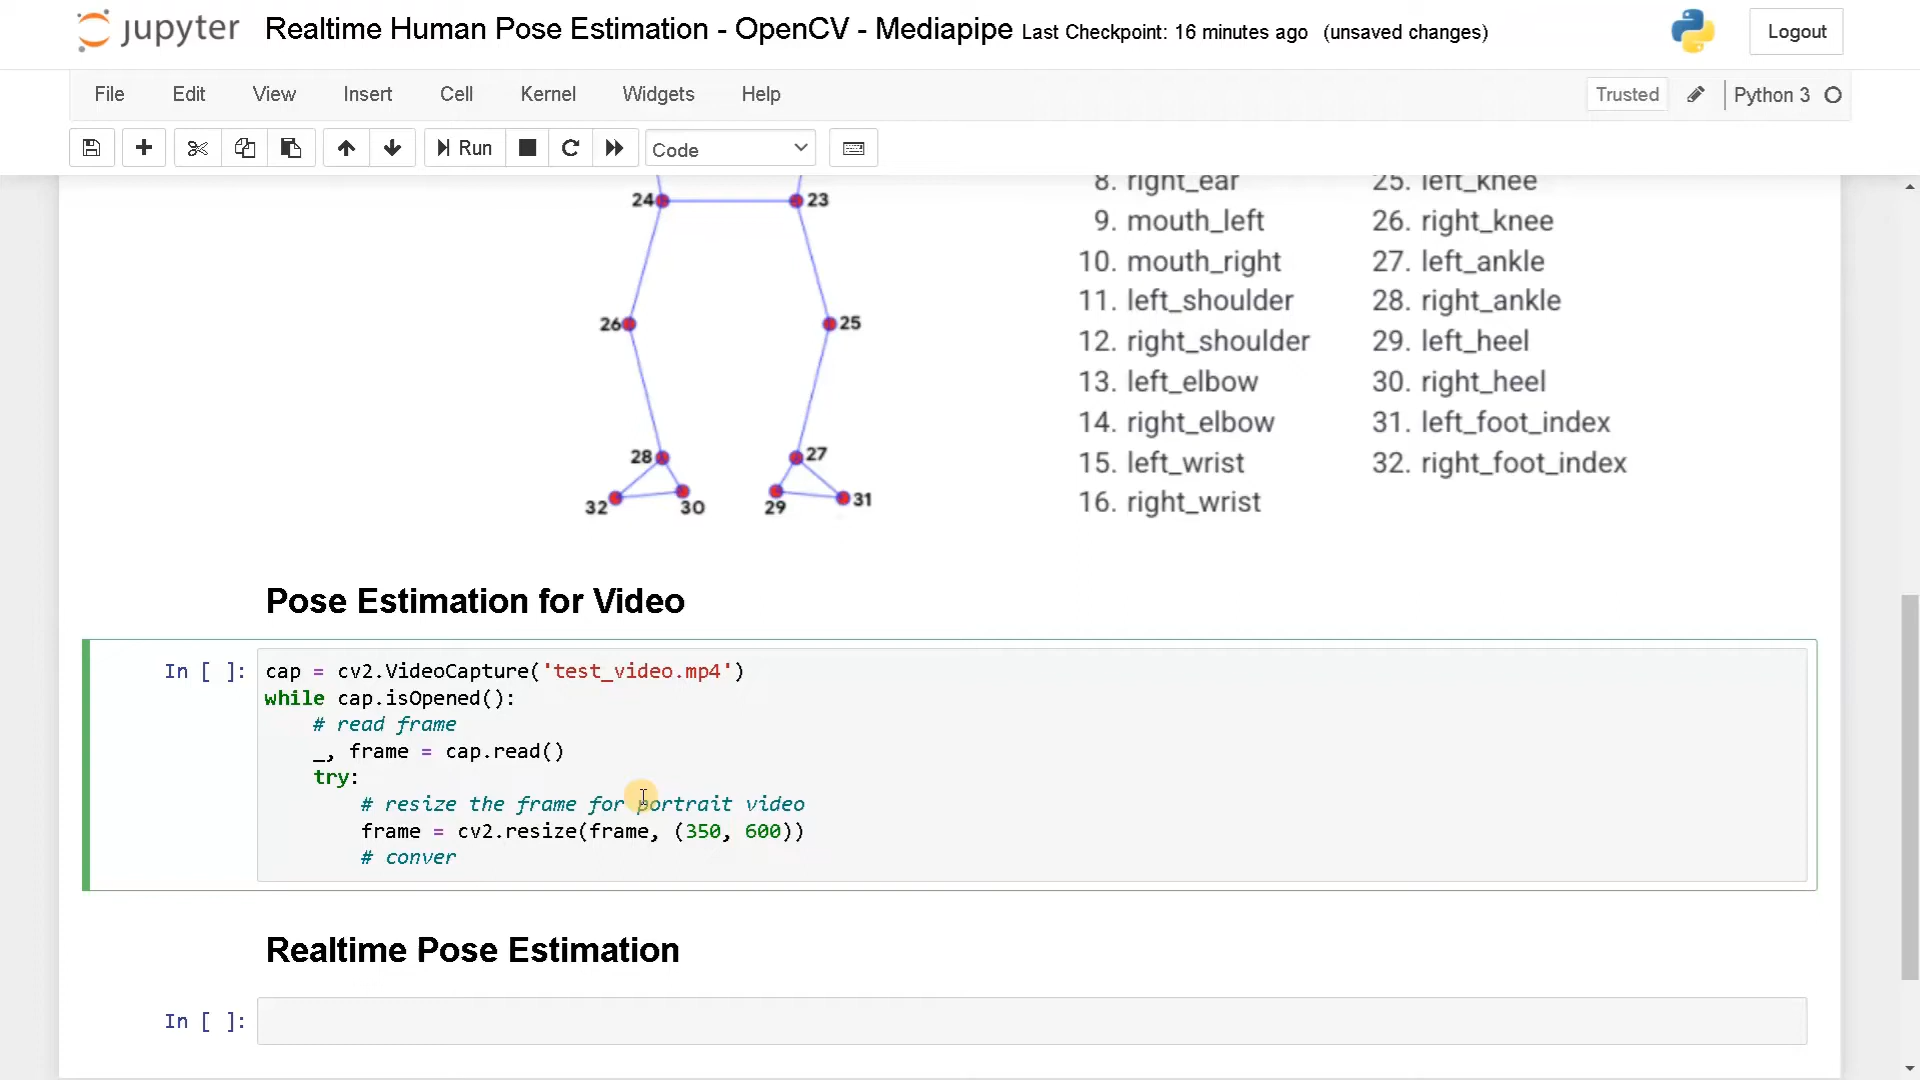 jupyter Realtime Human Pose Estimation - OpenCV - Mediapipe Last Checkpoint: 16 minutes ago (unsaved changes) Logout
File Edit View Insert Cell Kernel Widgets Help Trusted Python 3
Run Code
8. right_ear 25. left_knee
24 23
9. mouth_left 26. right_knee
10. mouth_right 27. left_ankle
11. left_shoulder 28. right_ankle
26 25
12. right_shoulder 29. left_heel
13. left_elbow 30. right_heel
14. right_elbow 31. left_foot_index
28 27
15. left_wrist 32. right_foot_index
32 30 29 31
16. right_wrist
Pose Estimation for Video
In [ ]: cap = cv2.VideoCapture('test_video.mp4')
while cap.isOpened():
# read frame
_, frame = cap.read()
try:
# resize the frame for portrait video
frame = cv2.resize(frame, (350, 600))
# conver
Realtime Pose Estimation
In [ ]: